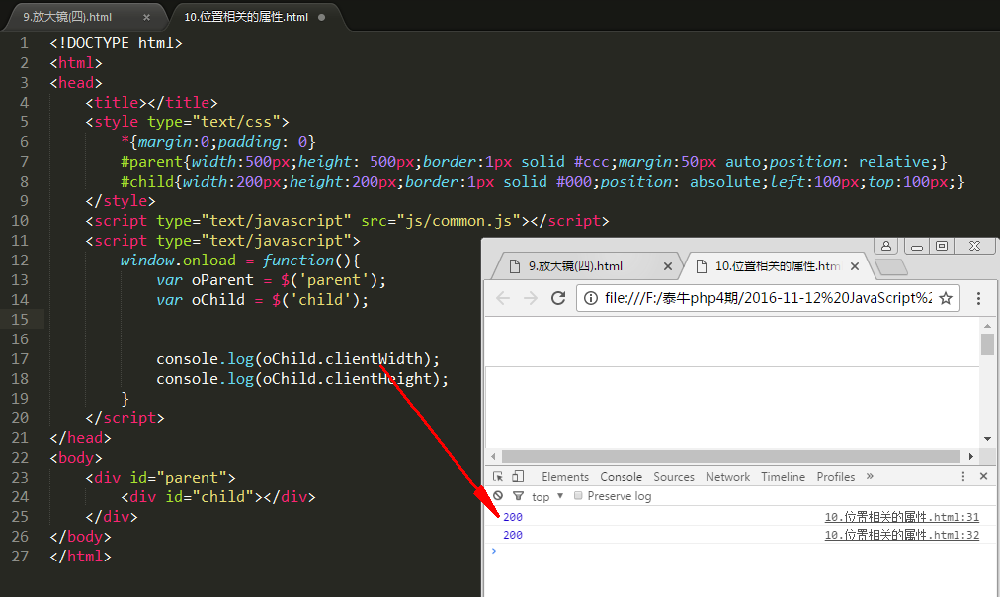 9.放大镜(四).html × 10.位置相关的属性.html
1 <!DOCTYPE html>
2 <html>
3 <head>
4 <title></title>
5 <style type="text/css">
6 *{margin:0;padding: 0}
7 #parent{width:500px;height: 500px;border:1px solid #ccc;margin:50px auto;position: relative;}
8 #child{width:200px;height:200px;border:1px solid #000;position: absolute;left:100px;top:100px;}
9 </style>
10 <script type="text/javascript" src="js/common.js"></script>
11 <script type="text/javascript">
12 window.onload = function(){
13 var oParent = $('parent');
14 var oChild = $('child');
15
16
17 console.log(oChild.clientWidth);
18 console.log(oChild.clientHeight);
19 }
20 </script>
21 </head>
22 <body>
23 <div id="parent">
24 <div id="child"></div>
25 </div>
26 </body>
27 </html>
9.放大镜(四).html × 10.位置相关的属性.htm ×
file:///F:/泰牛php4期/2016-11-12%20JavaScript%2
Elements Console Sources Network Timeline Profiles »
top ▼ Preserve log
200 10.位置相关的属性.html:31
200 10.位置相关的属性.html:32
>